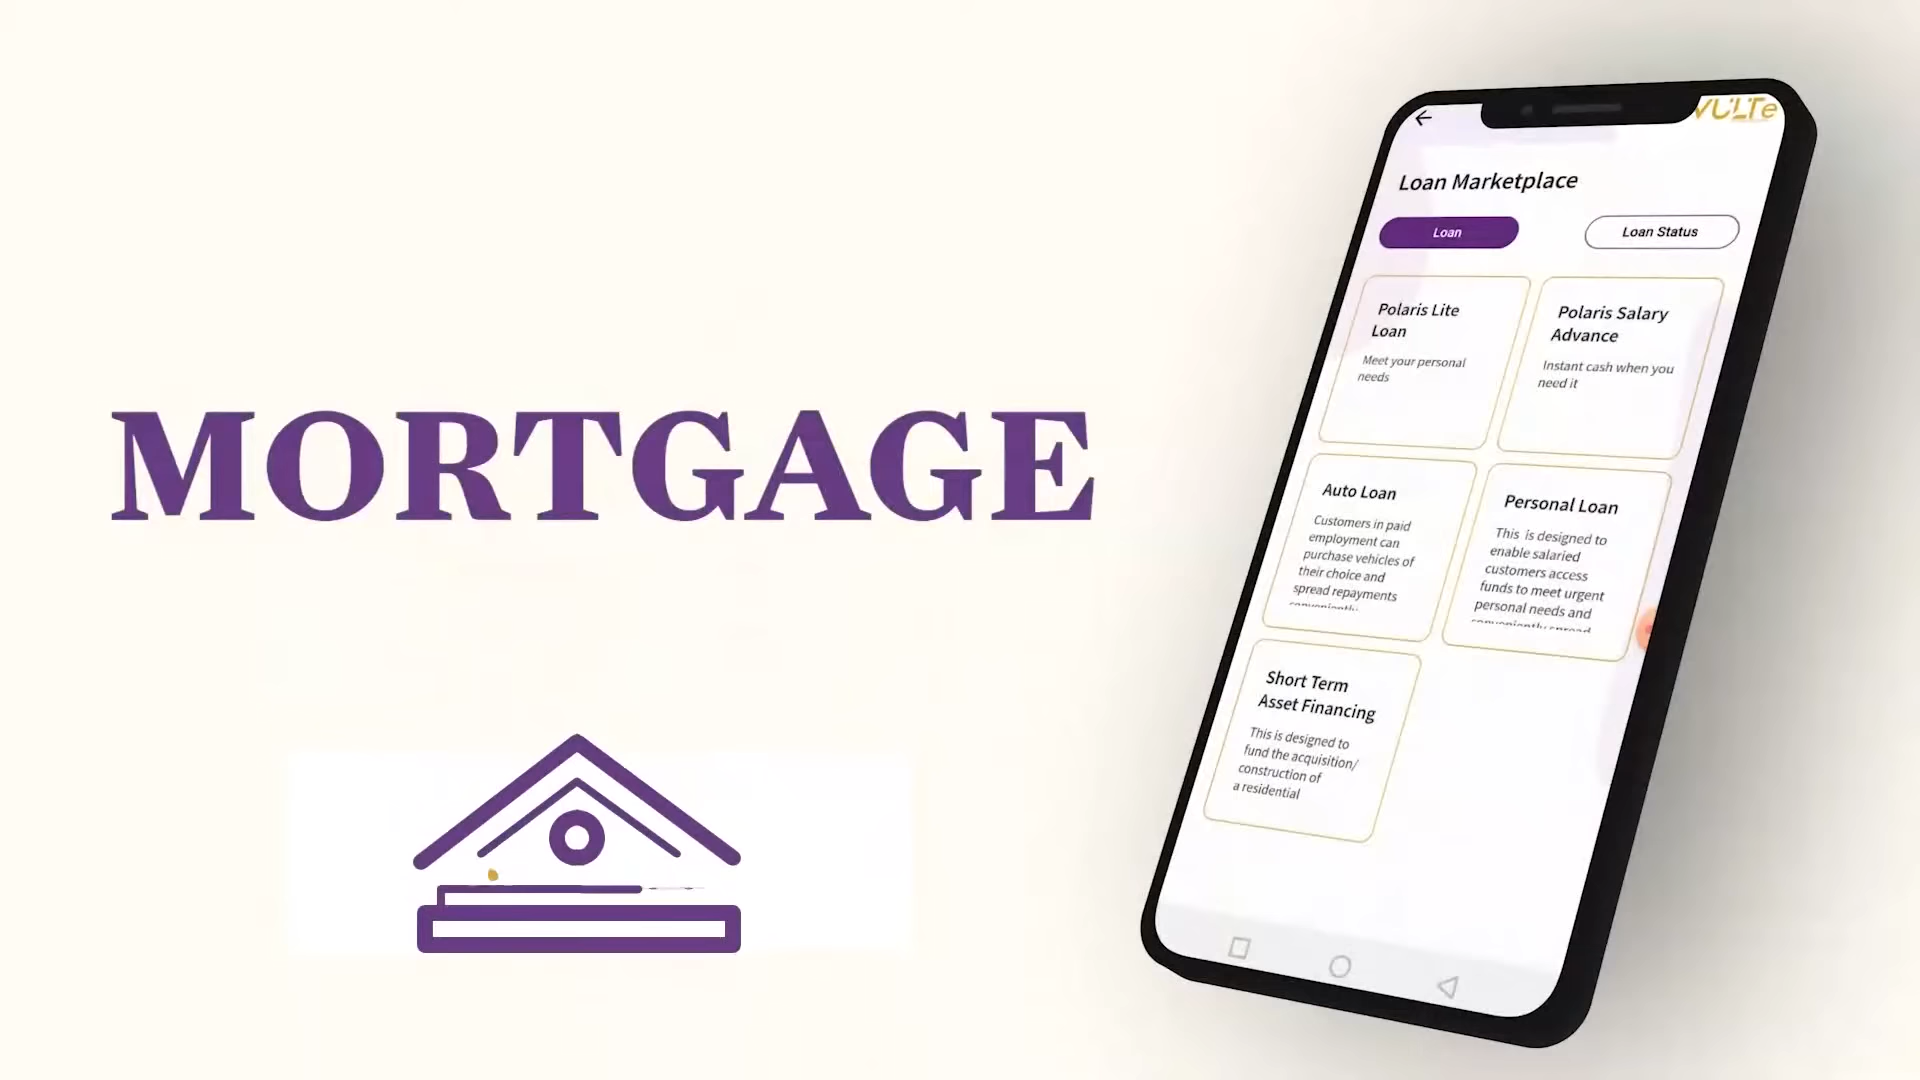 MORTGAGE
VULTe
Loan Marketplace
Loan
Loan Status
Polaris Lite
Loan
Meet your personal
needs
Polaris Salary
Advance
Instant cash when you
need it
Auto Loan
Customers in paid
employment can
purchase vehicles of
their choice and
spread repayments
conveniently
Personal Loan
This is designed to
enable salaried
customers access
funds to meet urgent
personal needs and
conveniently spread
Short Term
Asset Financing
This is designed to
fund the acquisition/
construction of
a residential